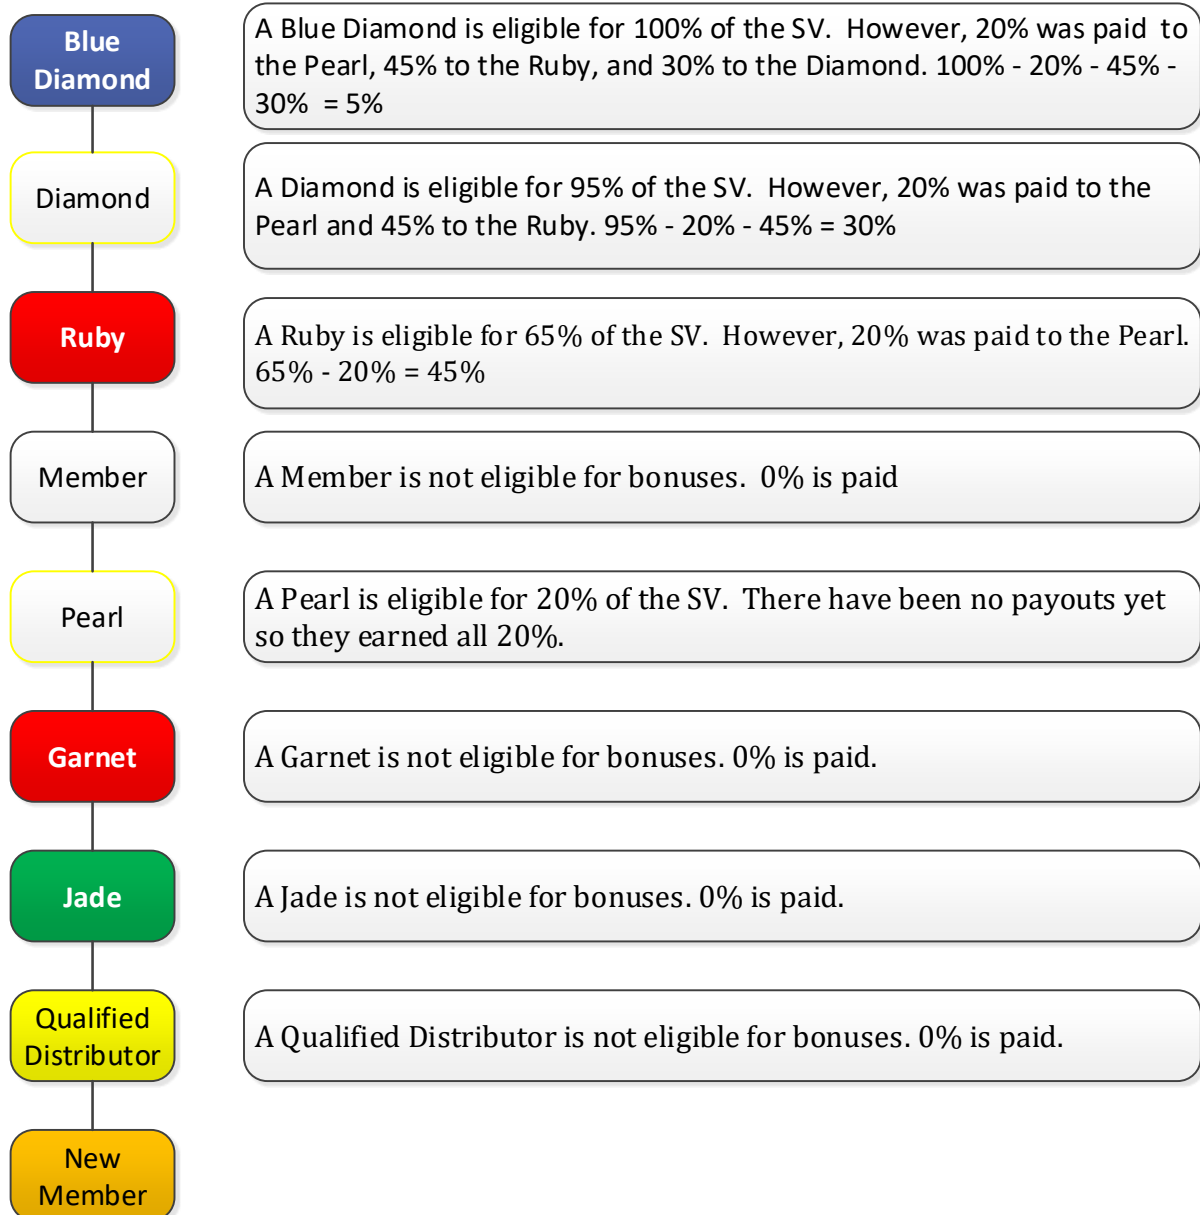 Blue
Diamond
A Blue Diamond is eligible for 100% of the SV.  However, 20% was paid  to
the Pearl, 45% to the Ruby, and 30% to the Diamond. 100% - 20% - 45% -
30%  = 5%
Diamond
A Diamond is eligible for 95% of the SV.  However, 20% was paid to the
Pearl and 45% to the Ruby. 95% - 20% - 45% = 30%
Ruby
A Ruby is eligible for 65% of the SV.  However, 20% was paid to the Pearl.
65% - 20% = 45%
Member
A Member is not eligible for bonuses.  0% is paid
Pearl
A Pearl is eligible for 20% of the SV.  There have been no payouts yet
so they earned all 20%.
Garnet
A Garnet is not eligible for bonuses. 0% is paid.
Jade
A Jade is not eligible for bonuses. 0% is paid.
Qualified
Distributor
A Qualified Distributor is not eligible for bonuses. 0% is paid.
New
Member